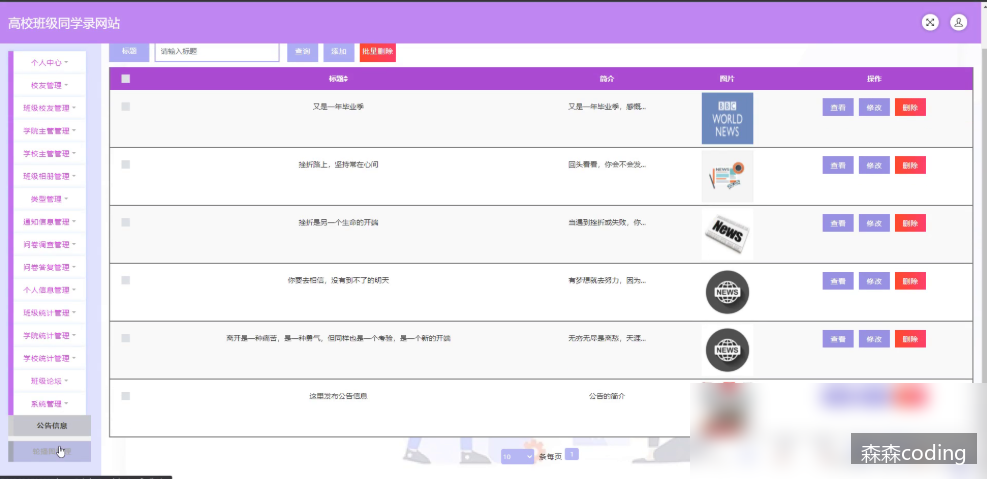 高校班级同学录网站
个人中心
校友管理
班级校友管理
学院主管管理
学校主管管理
班级相册管理
类型管理
通知信息管理
问卷调查管理
问卷答复管理
个人信息管理
班级统计管理
学院统计管理
学校统计管理
班级论坛
系统管理
公告信息
标题 请输入标题 查询 添加 批量删除
标题 简介 图片 操作
又是一年毕业季 又是一年毕业季，感慨... BBC WORLD NEWS 查看 修改 删除
挫折路上，坚持常在心间 回头看看，你会不会发... NEWS 查看 修改 删除
挫折是另一个生命的开端 当遇到挫折或失败，你... News 查看 修改 删除
你要去相信，没有到不了的明天 有梦想就去努力，因为... NEWS 查看 修改 删除
离开是一种痛苦，是一种勇气，但同样也是一个考验，是一个新的开端 无穷无尽是离愁，天涯... NEWS 查看 修改 删除
这里发布公告信息 公告的简介
10 条每页 1
森森coding